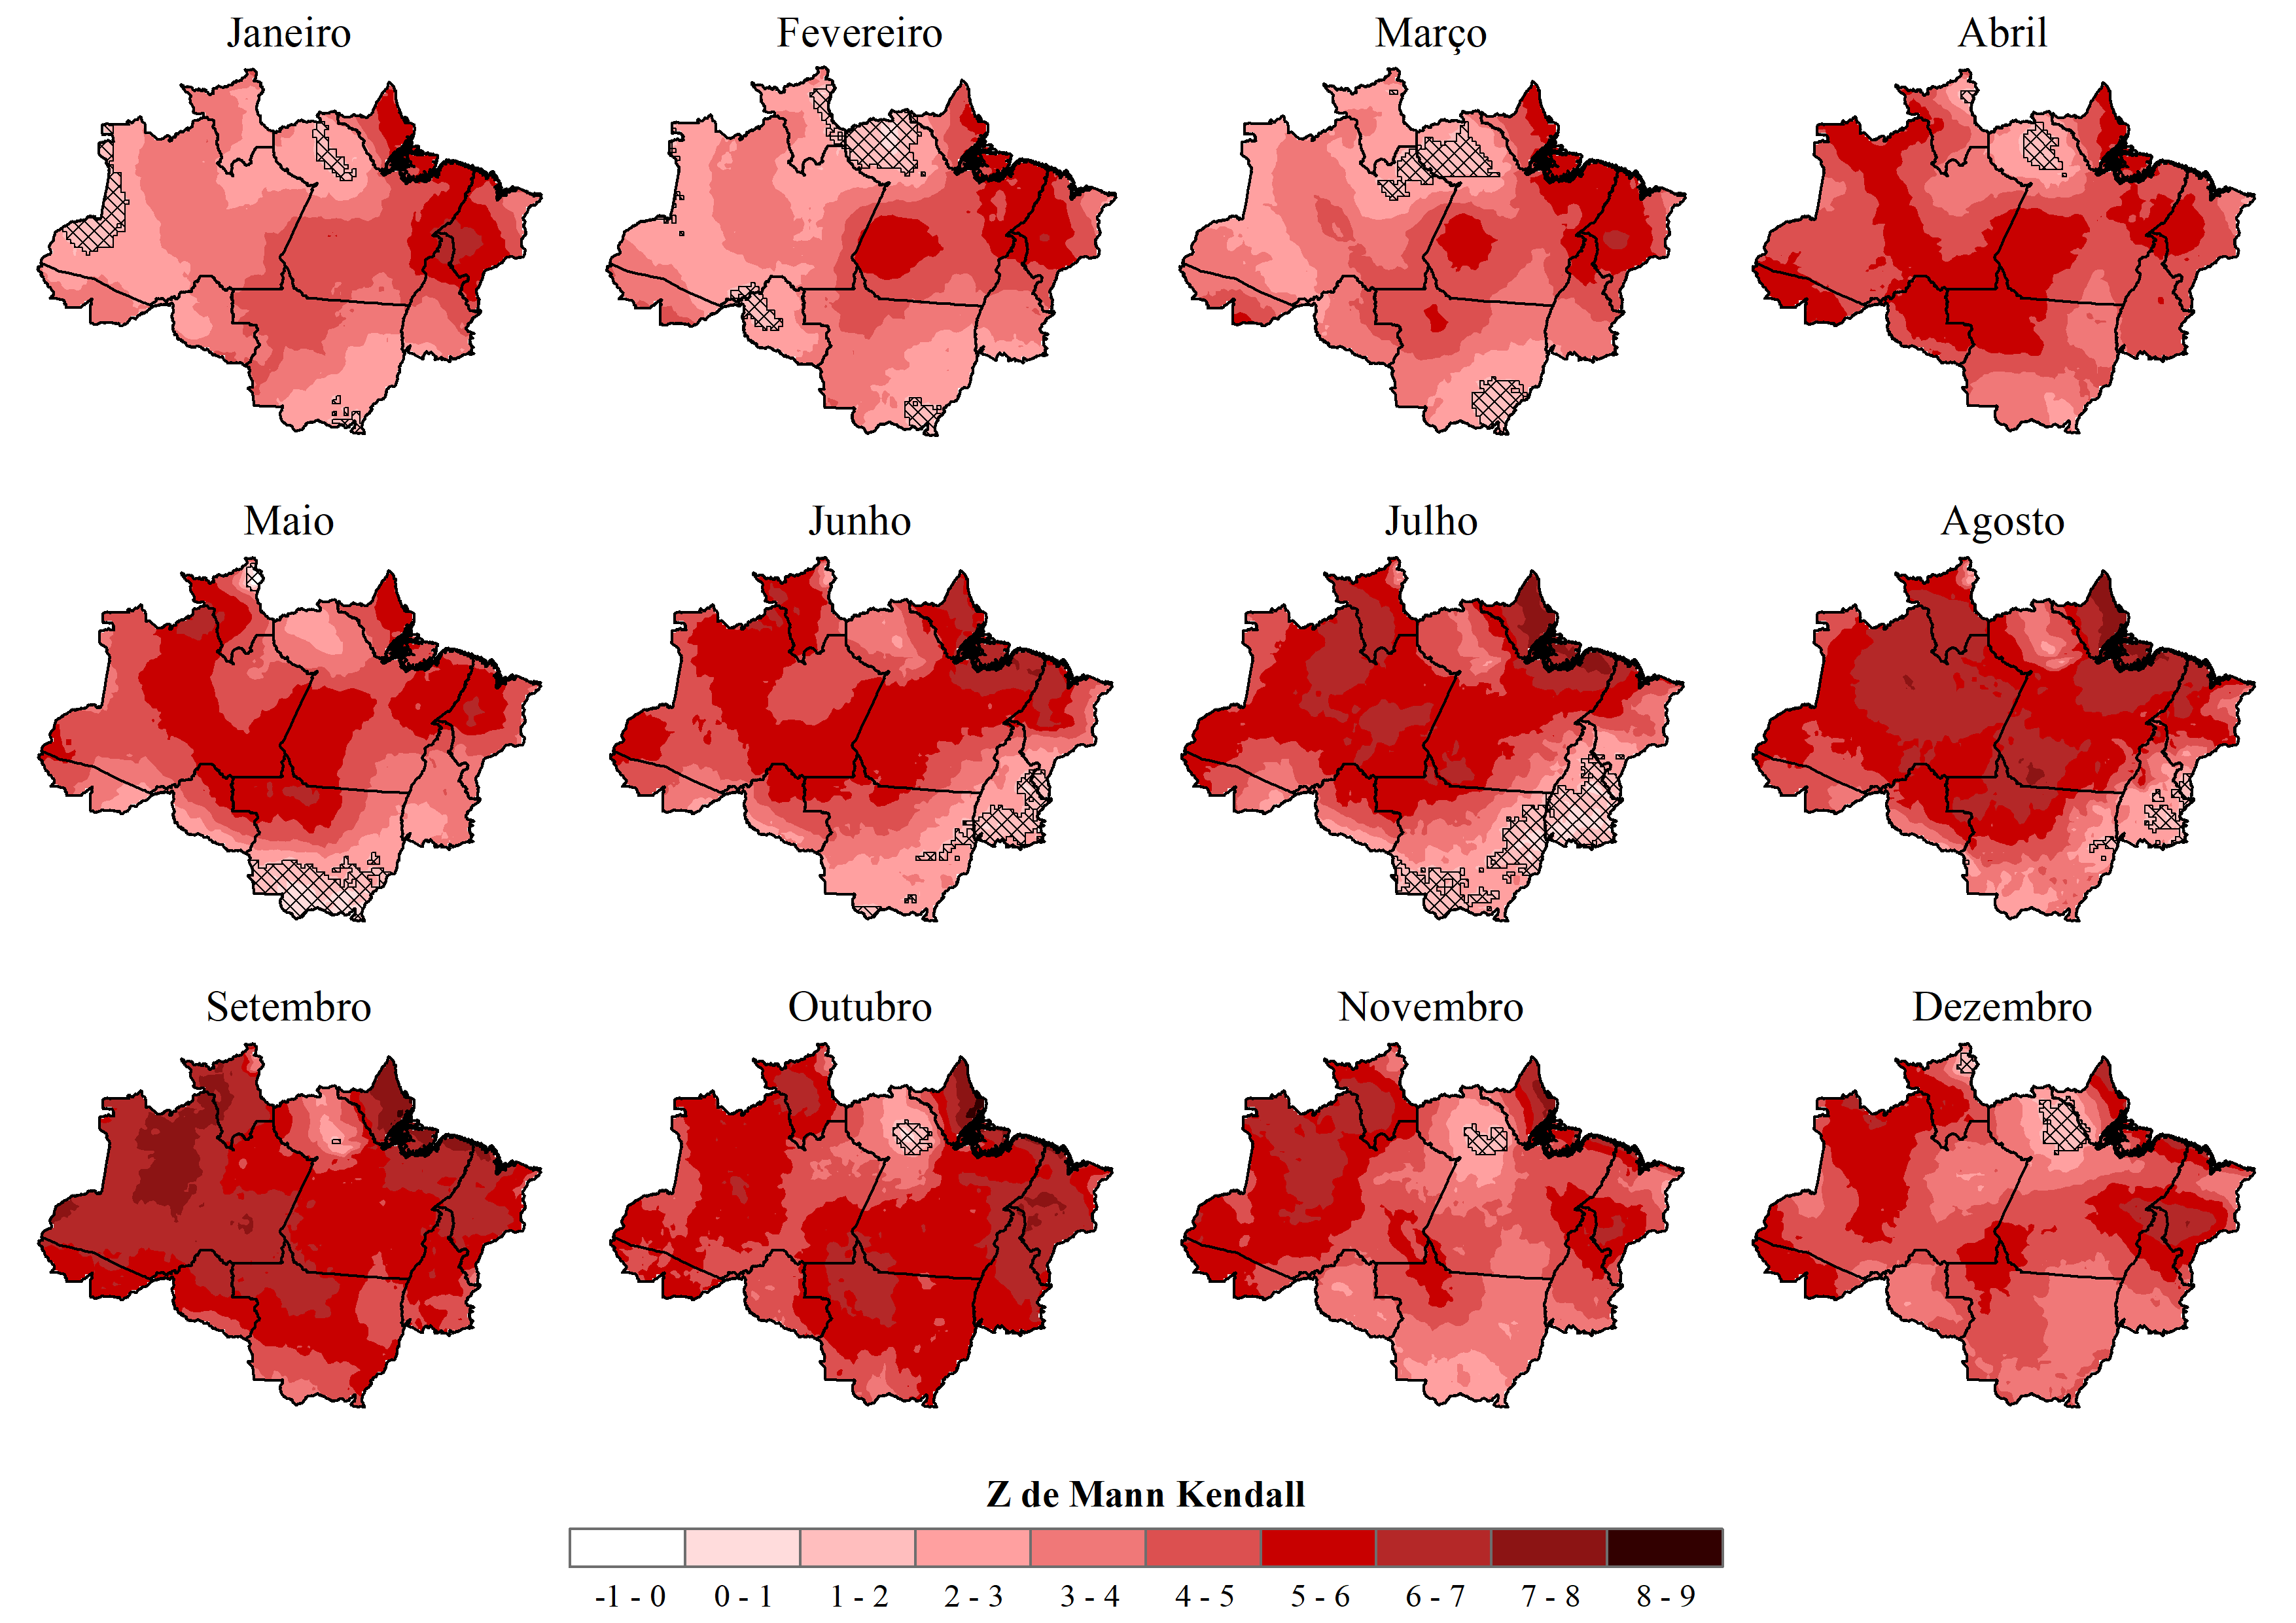 Janeiro Fevereiro Março Abril
Maio Junho Julho Agosto
Setembro Outubro Novembro Dezembro
Z de Mann Kendall
-1 - 0 0 - 1 1 - 2 2 - 3 3 - 4 4 - 5 5 - 6 6 - 7 7 - 8 8 - 9